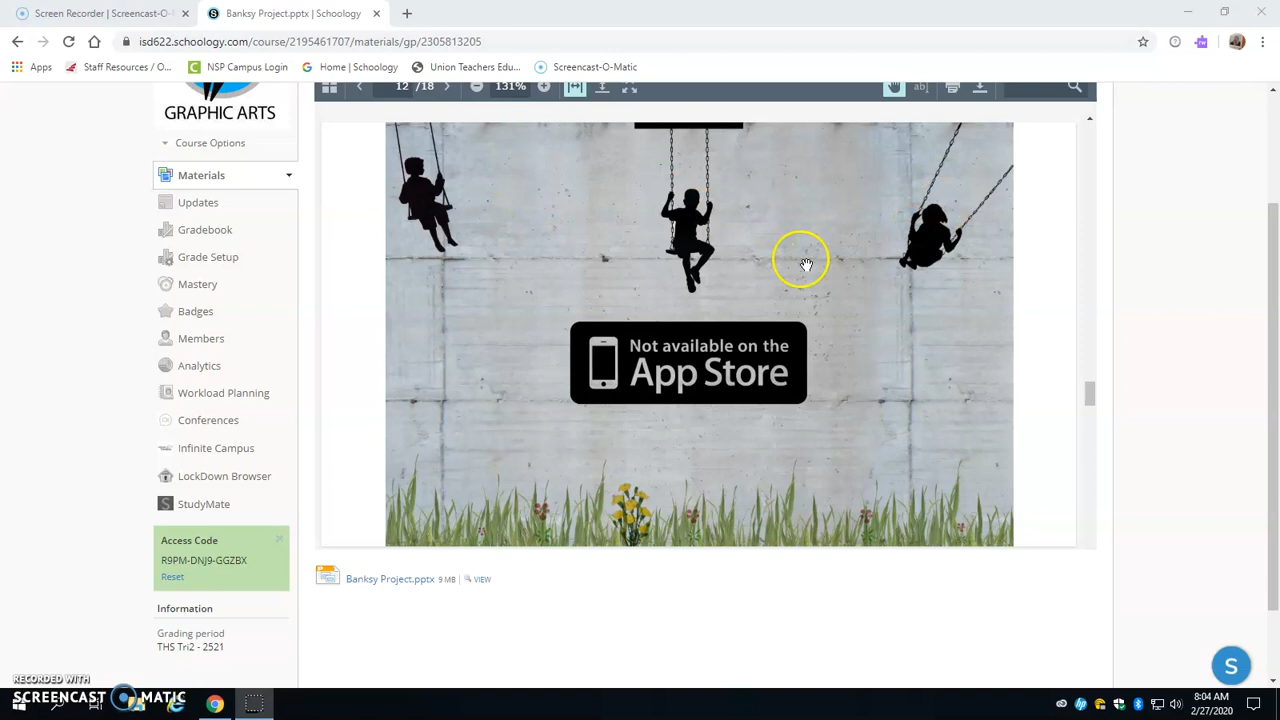 Screen Recorder | Screencast-O-M
Banksy Project.pptx | Schoology
isd622.schoology.com/course/2195461707/materials/gp/2305813205
Apps
Staff Resources / O...
NSP Campus Login
Home | Schoology
Union Teachers Edu...
Screencast-O-Matic
12 /18
131%
GRAPHIC ARTS
Course Options
Materials
Updates
Gradebook
Grade Setup
Mastery
Badges
Members
Analytics
Workload Planning
Conferences
Infinite Campus
LockDown Browser
StudyMate
Access Code
R9PM-DNJ9-GGZBX
Reset
Information
Grading period
THS Tri2 - 2521
Not available on the
App Store
Banksy Project.pptx 9 MB VIEW
S
RECORDED WITH
SCREENCAST MATIC
8:04 AM
2/27/2020